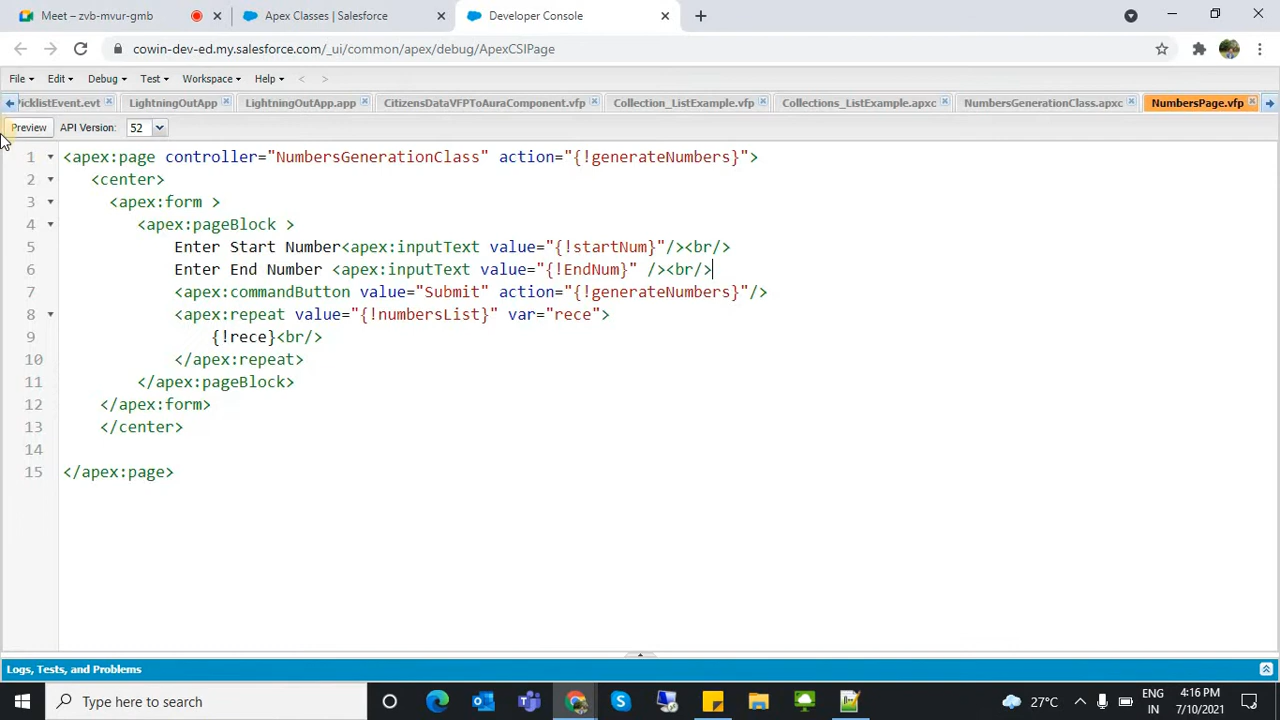 Meet – zvb-mvur-gmb
Apex Classes | Salesforce
Developer Console
cowin-dev-ed.my.salesforce.com/_ui/common/apex/debug/ApexCSIPage
File Edit Debug Test Workspace Help < >
PicklistEvent.evt LightningOutApp LightningOutApp.app CitizensDataVFPToAuraComponent.vfp Collection_ListExample.vfp Collections_ListExample.apxc NumbersGenerationClass.apxc NumbersPage.vfp
Preview API Version: 52
1 <apex:page controller="NumbersGenerationClass" action="{!generateNumbers}">
2 <center>
3 <apex:form >
4 <apex:pageBlock >
5 Enter Start Number<apex:inputText value="{!startNum}"/><br/>
6 Enter End Number <apex:inputText value="{!EndNum}" /><br/>
7 <apex:commandButton value="Submit" action="{!generateNumbers}"/>
8 <apex:repeat value="{!numbersList}" var="rece">
9 {!rece}<br/>
10 </apex:repeat>
11 </apex:pageBlock>
12 </apex:form>
13 </center>
14
15 </apex:page>
Logs, Tests, and Problems
Type here to search
27°C
ENG
IN
4:16 PM
7/10/2021